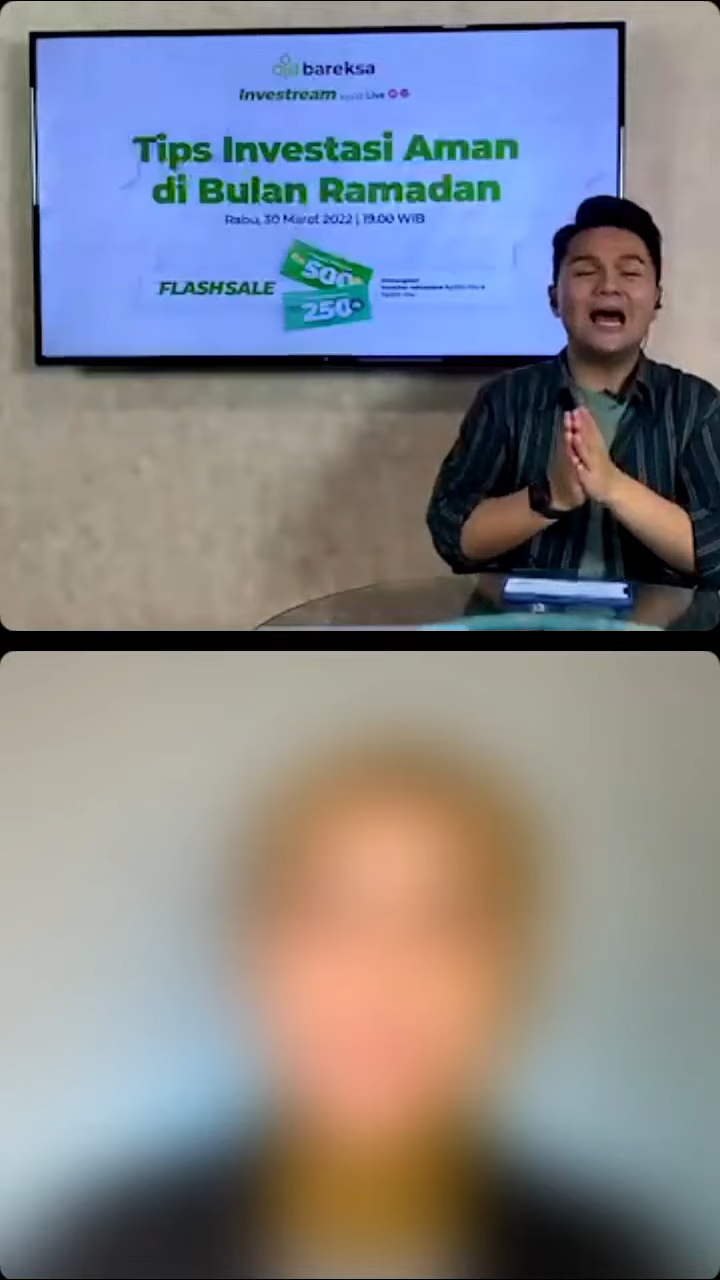 bareksa
Investream Live
Tips Investasi Aman
di Bulan Ramadan
Rabu, 30 Maret 2022 | 19.00 WIB
FLASHSALE
500
250